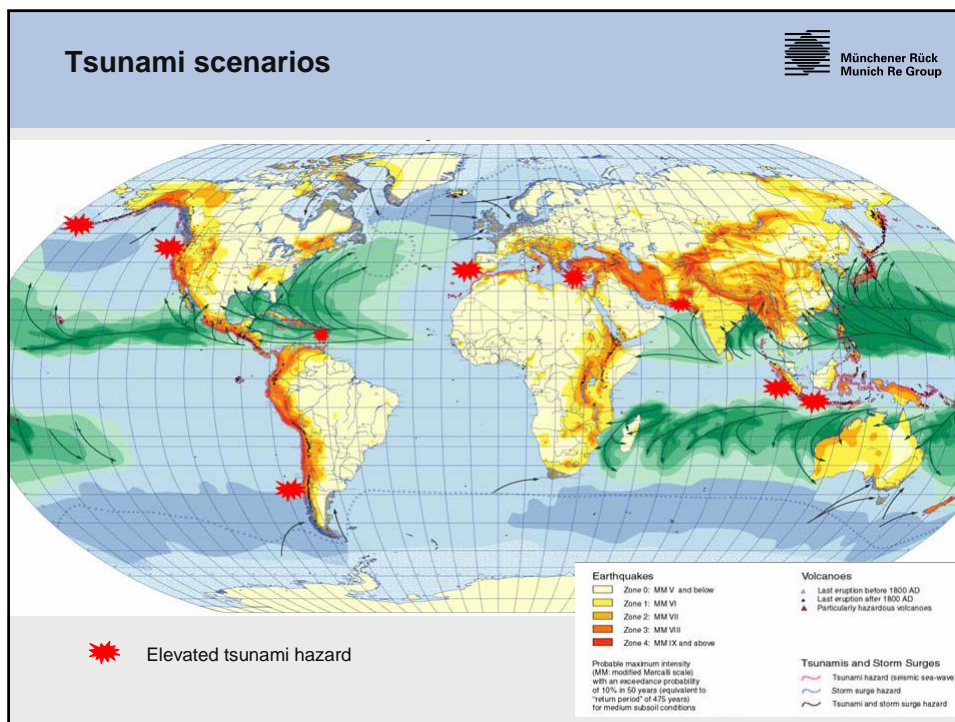 Tsunami scenarios
Münchener Rück
Munich Re Group
Elevated tsunami hazard
Earthquakes
Zone 0: MM V and below
Zone 1: MM VI
Zone 2: MM VII
Zone 3: MM VIII
Zone 4: MM IX and above
Probable maximum intensity
(MM: modified Mercalli scale)
with an exceedance probability
of 10% in 50 years (equivalent to
"return period" of 475 years)
for medium subsoil conditions
Volcanoes
Last eruption before 1800 AD
Last eruption after 1800 AD
Particularly hazardous volcanoes
Tsunamis and Storm Surges
Tsunami hazard (seismic sea-wave)
Storm surge hazard
Tsunami and storm surge hazard